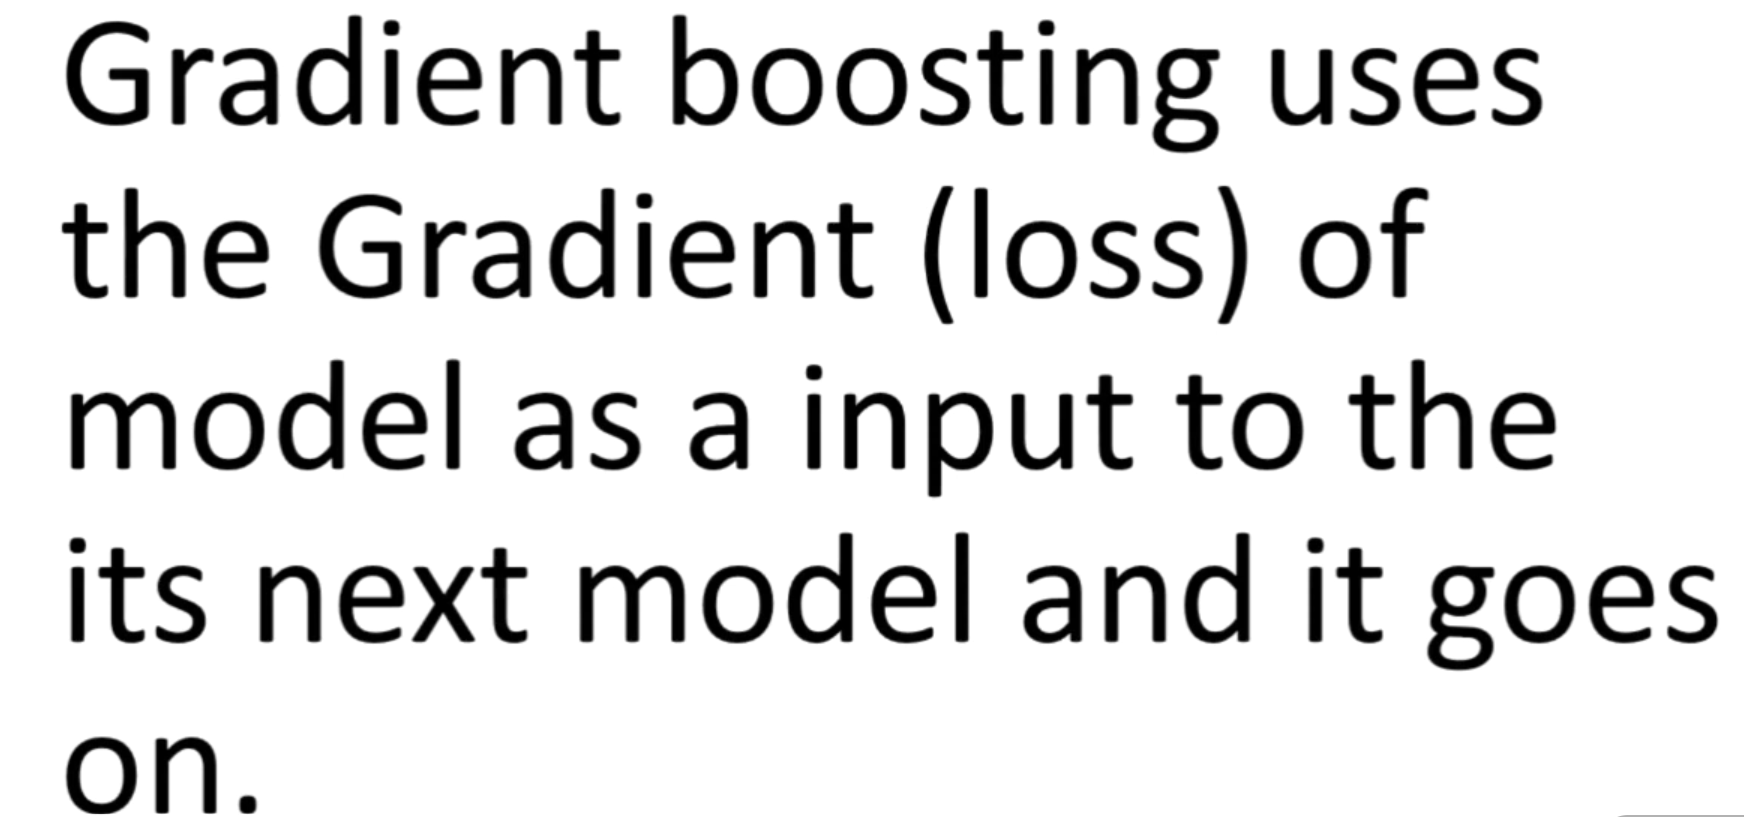 Gradient boosting uses
the Gradient (loss) of
model as a input to the
its next model and it goes
on.